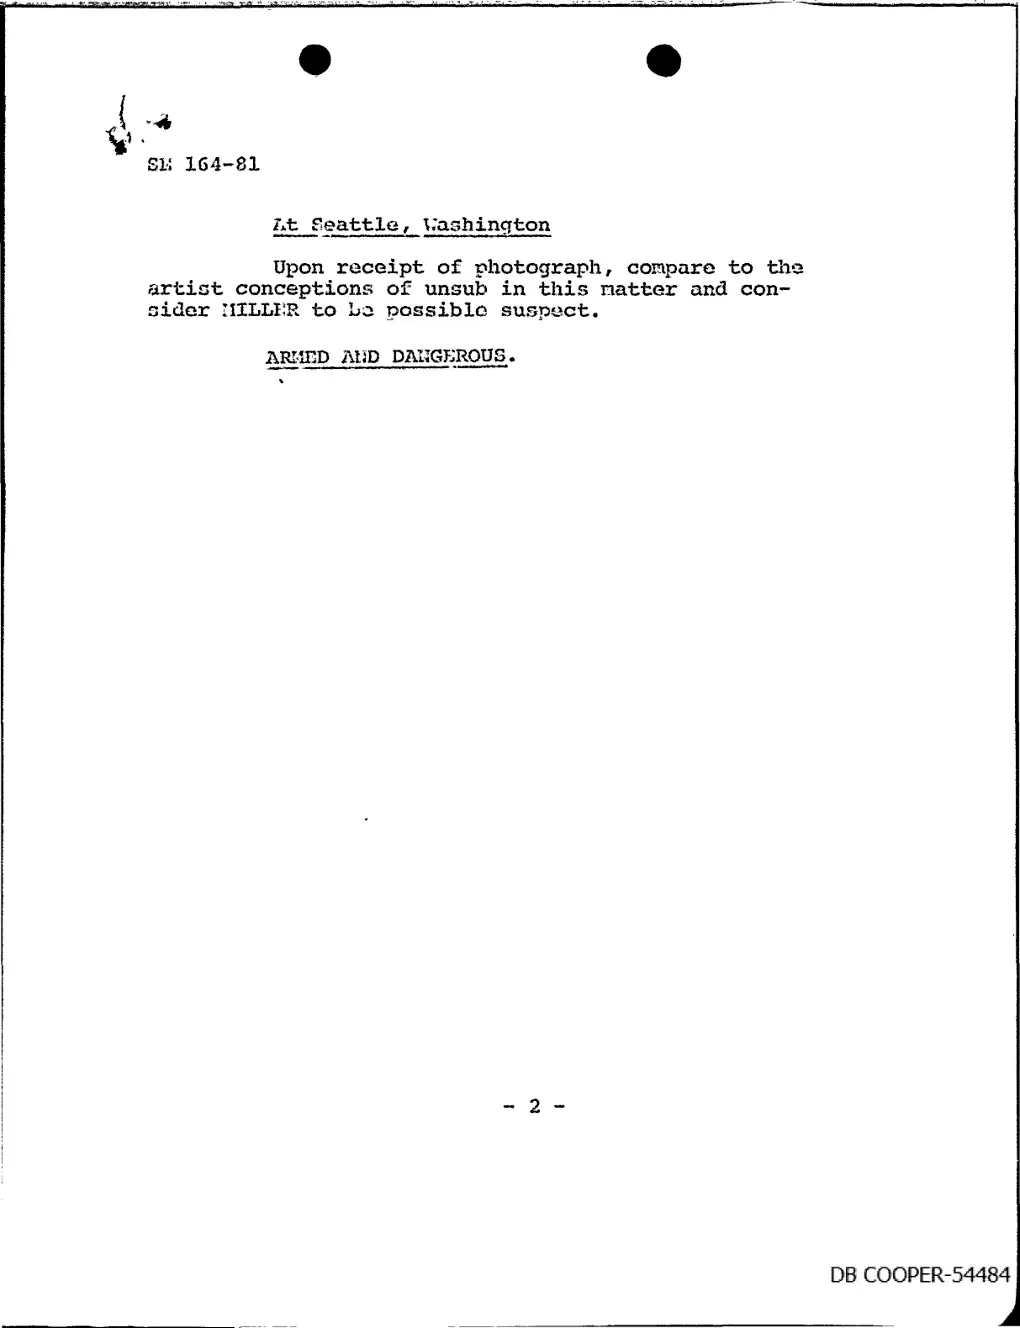 SE 164-81
At Seattle, Washington
Upon receipt of photograph, compare to the
artist conceptions of unsub in this matter and con-
sider MILLER to be possible suspect.
ARMED AND DANGEROUS.
- 2 -
DB COOPER-54484